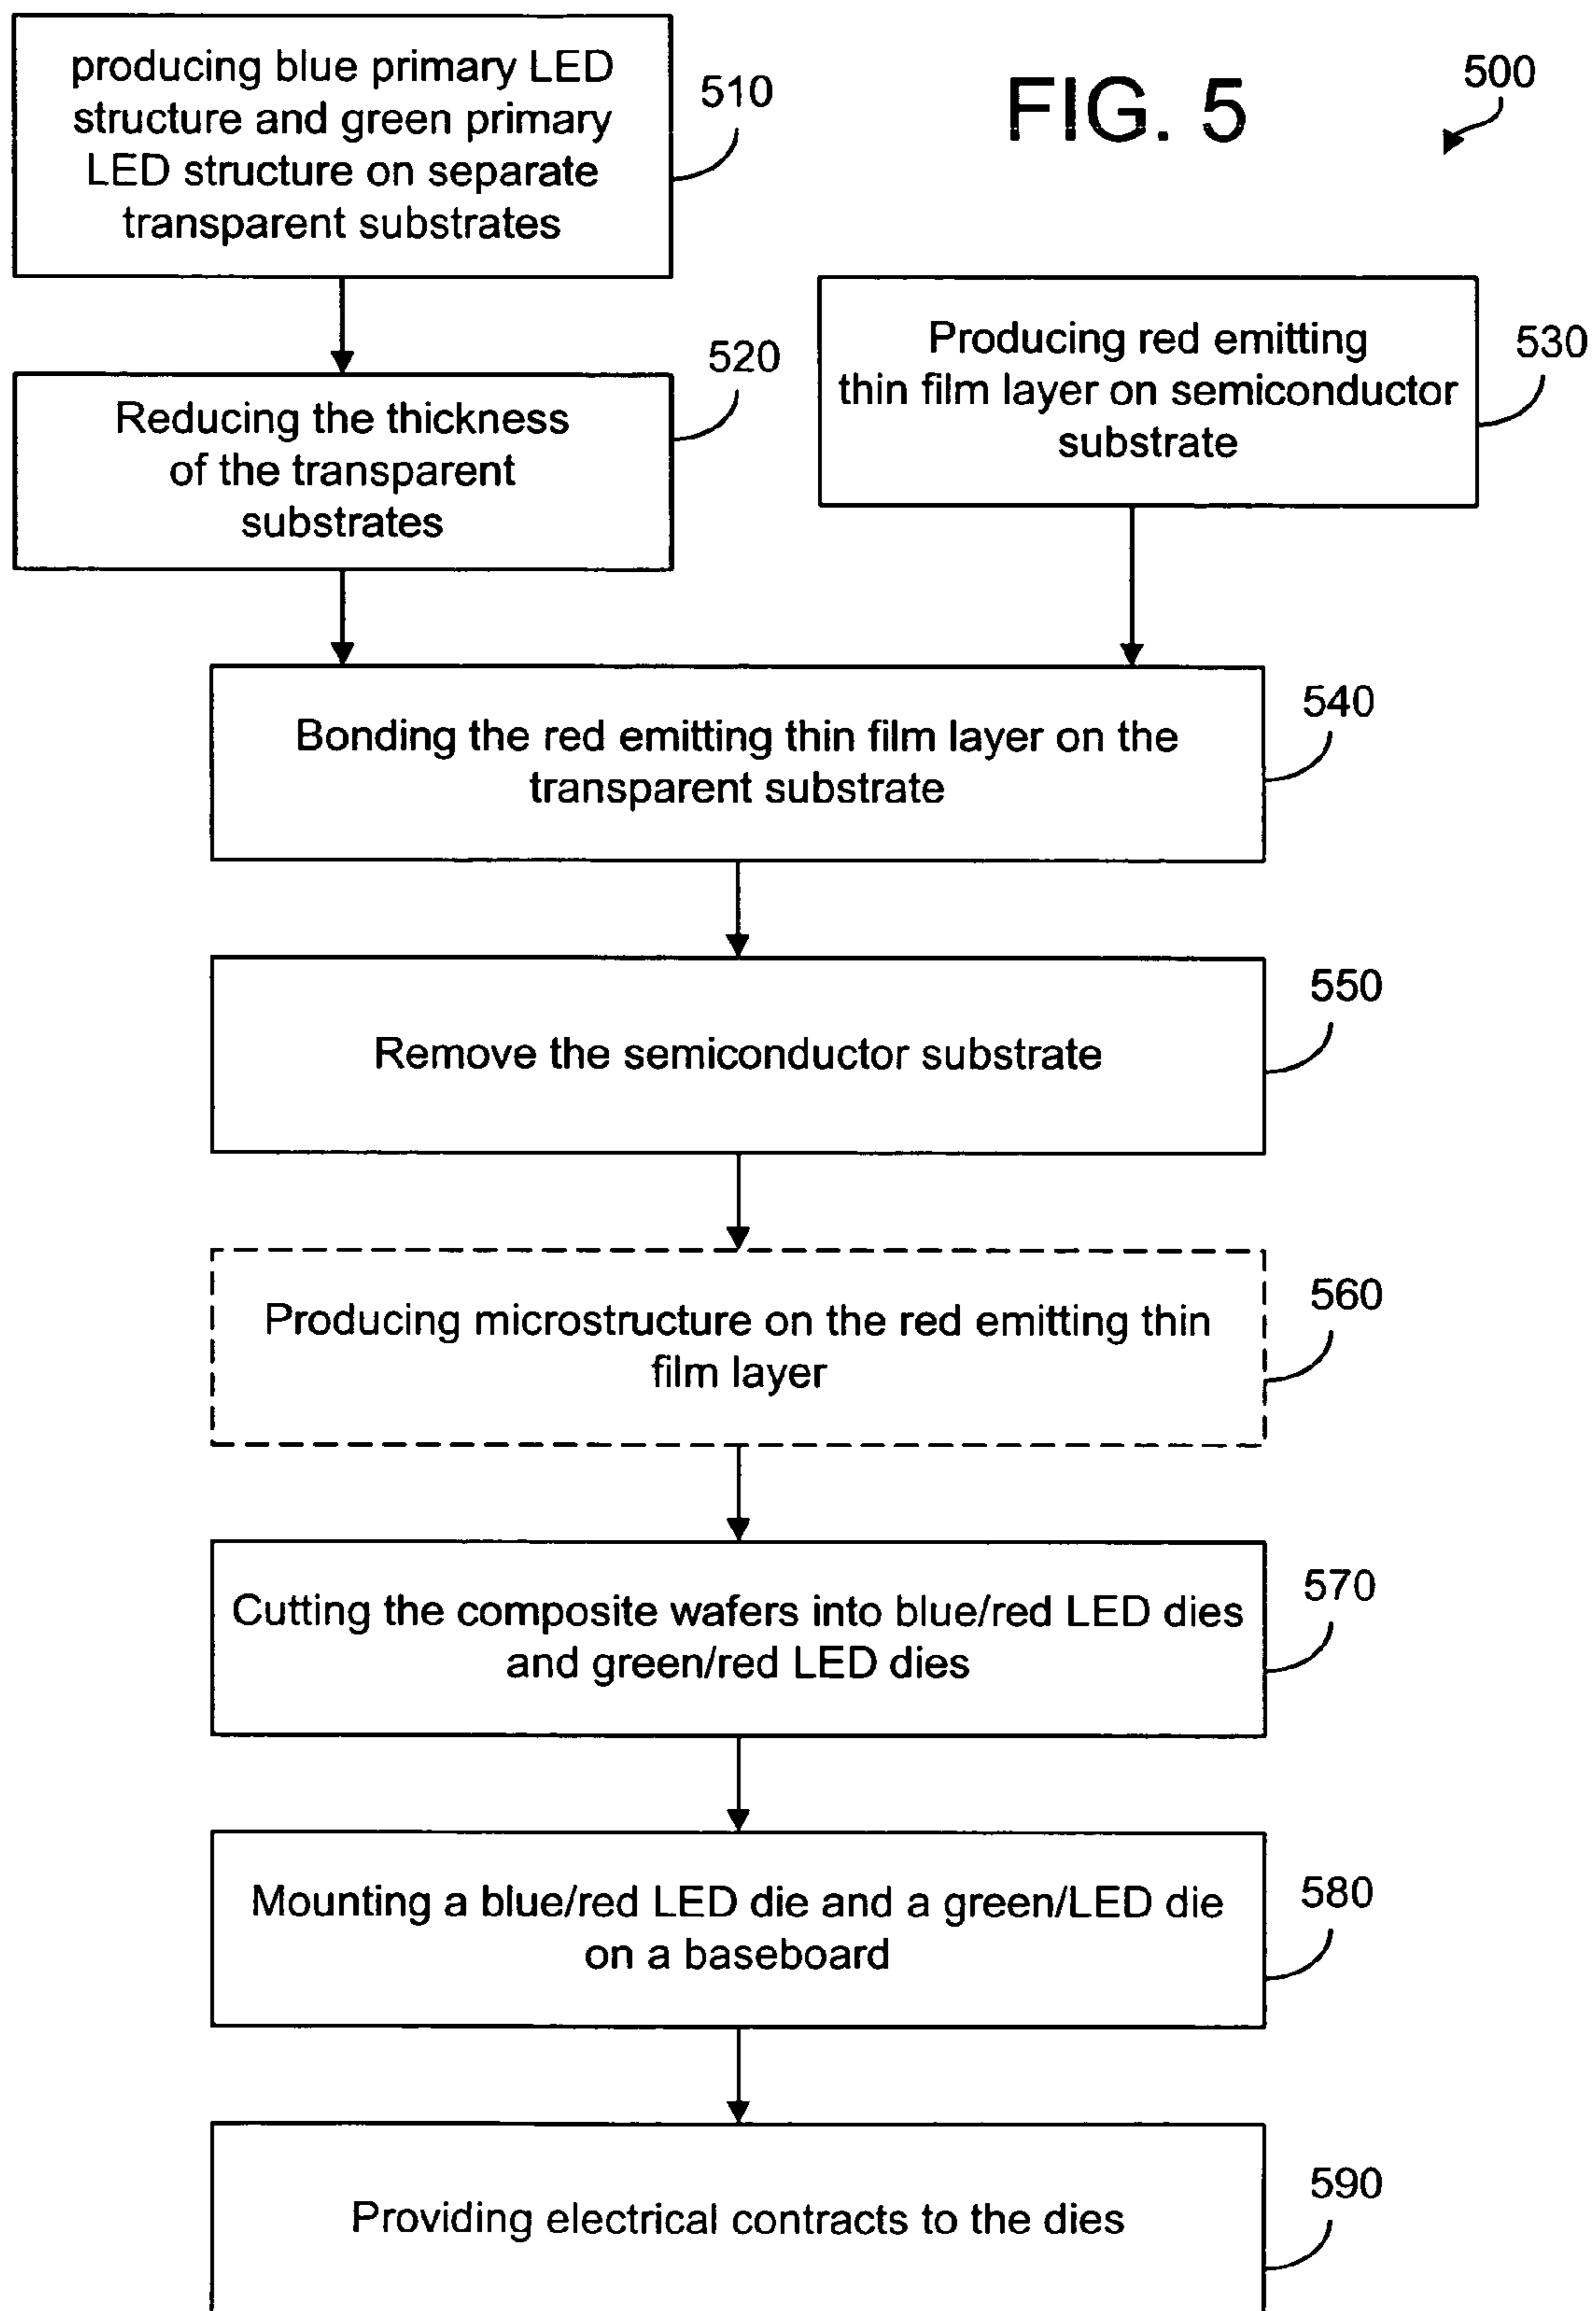 producing blue primary LED
structure and green primary
LED structure on separate
transparent substrates
510
FIG. 5
500
Reducing the thickness
of the transparent
substrates
520
Producing red emitting
thin film layer on semiconductor
substrate
530
Bonding the red emitting thin film layer on the
transparent substrate
540
Remove the semiconductor substrate
550
Producing microstructure on the red emitting thin
film layer
560
Cutting the composite wafers into blue/red LED dies
and green/red LED dies
570
Mounting a blue/red LED die and a green/LED die
on a baseboard
580
Providing electrical contracts to the dies
590